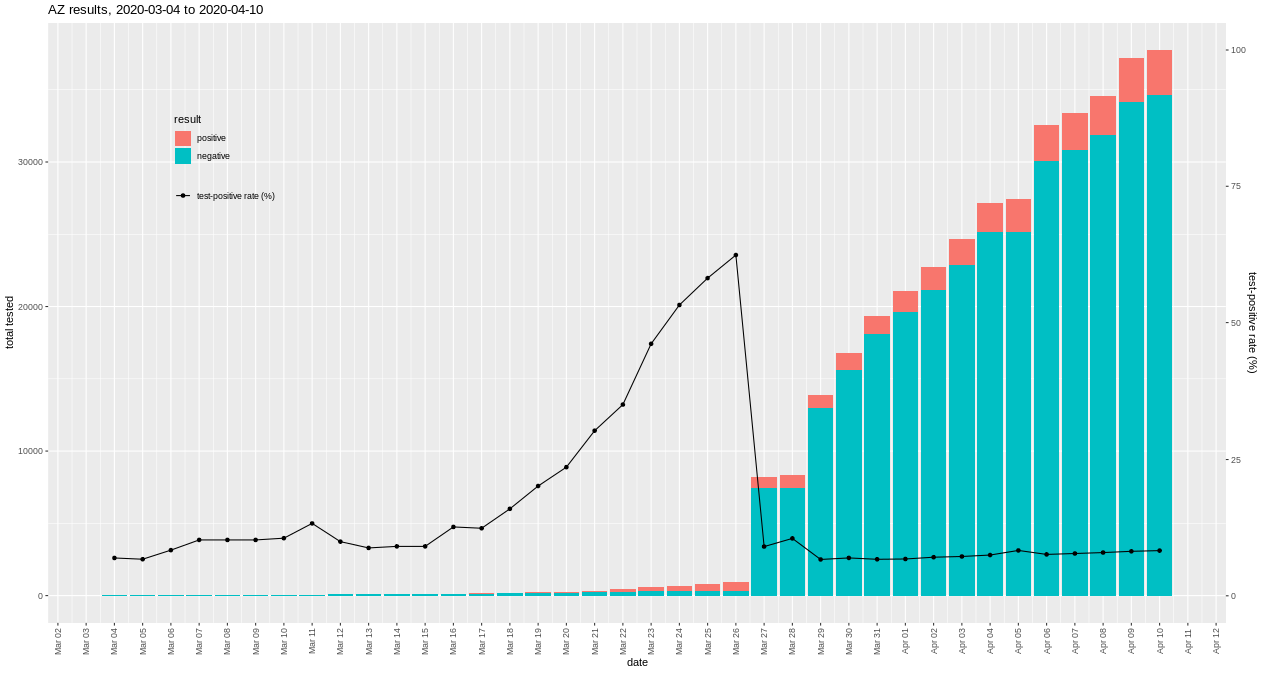 AZ results, 2020-03-04 to 2020-04-10
result
positive
negative
test-positive rate (%)
total tested
30000
20000
10000
0
100
75
50
25
0
test-positive rate (%)
Mar 02
Mar 03
Mar 04
Mar 05
Mar 06
Mar 07
Mar 08
Mar 09
Mar 10
Mar 11
Mar 12
Mar 13
Mar 14
Mar 15
Mar 16
Mar 17
Mar 18
Mar 19
Mar 20
Mar 21
Mar 22
Mar 23
Mar 24
Mar 25
Mar 26
Mar 27
Mar 28
Mar 29
Mar 30
Mar 31
Apr 01
Apr 02
Apr 03
Apr 04
Apr 05
Apr 06
Apr 07
Apr 08
Apr 09
Apr 10
Apr 11
Apr 12
date